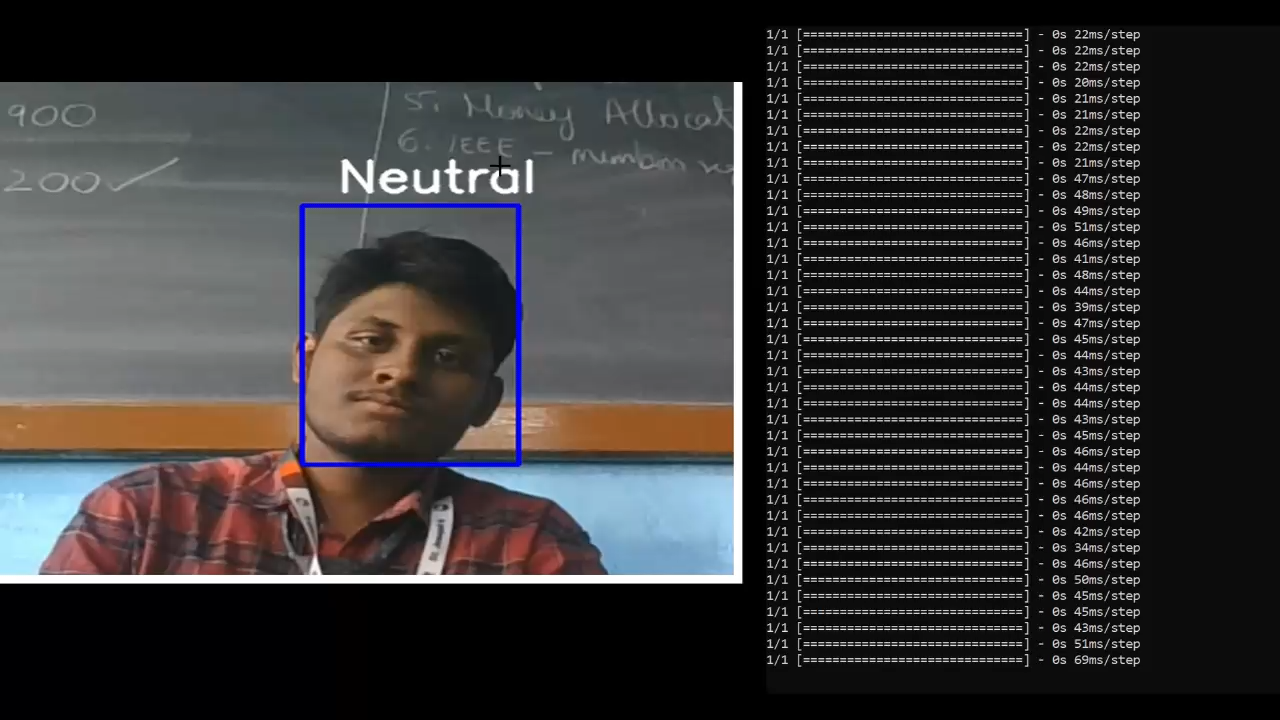 900
200 ✓
5. Money Allocat
6. IEEE -
Neutral
1/1 [==============================] - 0s 22ms/step
1/1 [==============================] - 0s 22ms/step
1/1 [==============================] - 0s 22ms/step
1/1 [==============================] - 0s 20ms/step
1/1 [==============================] - 0s 21ms/step
1/1 [==============================] - 0s 21ms/step
1/1 [==============================] - 0s 22ms/step
1/1 [==============================] - 0s 22ms/step
1/1 [==============================] - 0s 21ms/step
1/1 [==============================] - 0s 47ms/step
1/1 [==============================] - 0s 48ms/step
1/1 [==============================] - 0s 49ms/step
1/1 [==============================] - 0s 51ms/step
1/1 [==============================] - 0s 46ms/step
1/1 [==============================] - 0s 41ms/step
1/1 [==============================] - 0s 48ms/step
1/1 [==============================] - 0s 44ms/step
1/1 [==============================] - 0s 39ms/step
1/1 [==============================] - 0s 47ms/step
1/1 [==============================] - 0s 45ms/step
1/1 [==============================] - 0s 44ms/step
1/1 [==============================] - 0s 43ms/step
1/1 [==============================] - 0s 44ms/step
1/1 [==============================] - 0s 44ms/step
1/1 [==============================] - 0s 43ms/step
1/1 [==============================] - 0s 45ms/step
1/1 [==============================] - 0s 46ms/step
1/1 [==============================] - 0s 44ms/step
1/1 [==============================] - 0s 46ms/step
1/1 [==============================] - 0s 46ms/step
1/1 [==============================] - 0s 46ms/step
1/1 [==============================] - 0s 42ms/step
1/1 [==============================] - 0s 34ms/step
1/1 [==============================] - 0s 46ms/step
1/1 [==============================] - 0s 50ms/step
1/1 [==============================] - 0s 45ms/step
1/1 [==============================] - 0s 45ms/step
1/1 [==============================] - 0s 43ms/step
1/1 [==============================] - 0s 51ms/step
1/1 [==============================] - 0s 69ms/step